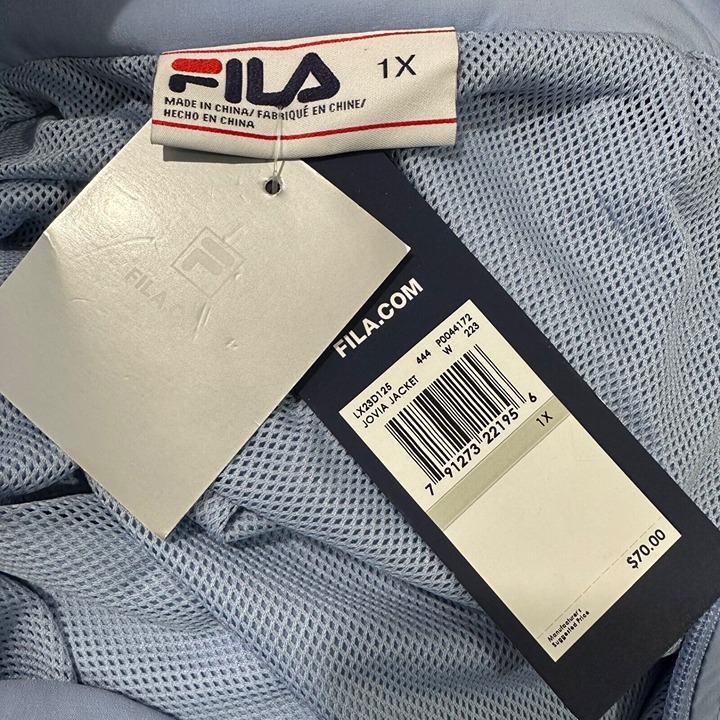 FILA 1X
MADE IN CHINA/ FABRIQUÉ EN CHINE/
HECHO EN CHINA
FILA.C
FILA.COM
LX23D125 444 P0044172
JOVIA JACKET W 223
7 91273 22195 6
1X
$70.00
Manufacturer's
Suggested Price